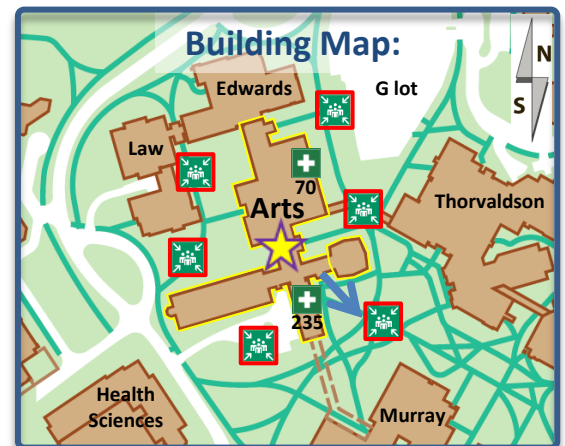 Building Map:
N
S
Edwards
G lot
Law
70
Thorvaldson
Arts
235
Health
Sciences
Murray